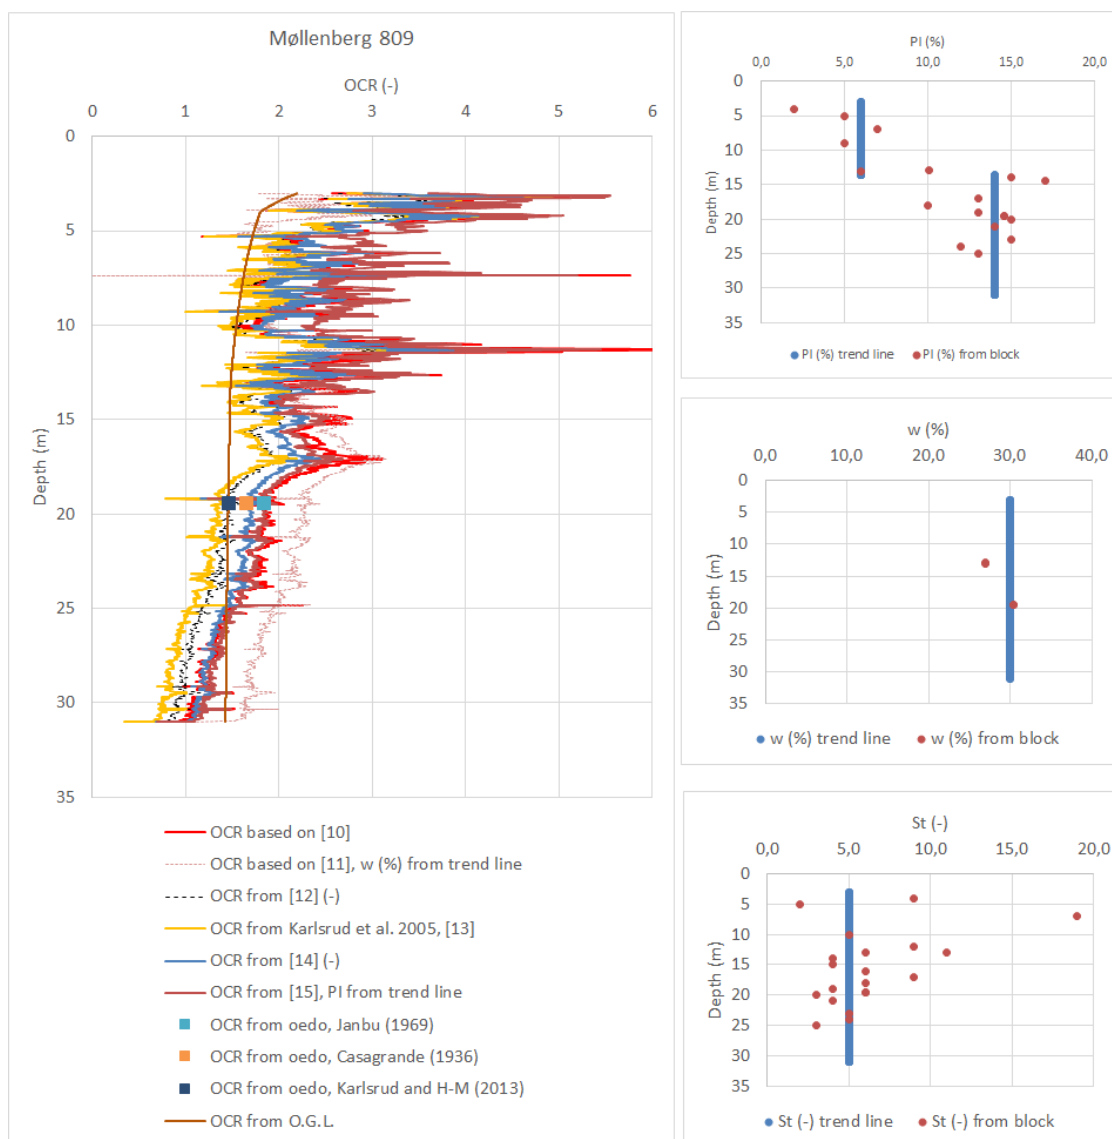 Møllenberg 809
OCR (-)
0 1 2 3 4 5 6
0
5
10
15
20
25
30
35
Depth (m)
OCR based on [10]
OCR based on [11], w (%) from trend line
OCR from [12] (-)
OCR from Karlsrud et al. 2005, [13]
OCR from [14] (-)
OCR from [15], PI from trend line
OCR from oedo, Janbu (1969)
OCR from oedo, Casagrande (1936)
OCR from oedo, Karlsrud and H-M (2013)
OCR from O.G.L.
PI (%)
0,0 5,0 10,0 15,0 20,0
0
5
10
15
20
25
30
35
Depth (m)
PI (%) trend line PI (%) from block
w (%)
0,0 10,0 20,0 30,0 40,0
0
5
10
15
20
25
30
35
Depth (m)
w (%) trend line w (%) from block
St (-)
0,0 5,0 10,0 15,0 20,0
0
5
10
15
20
25
30
35
Depth (m)
St (-) trend line St (-) from block